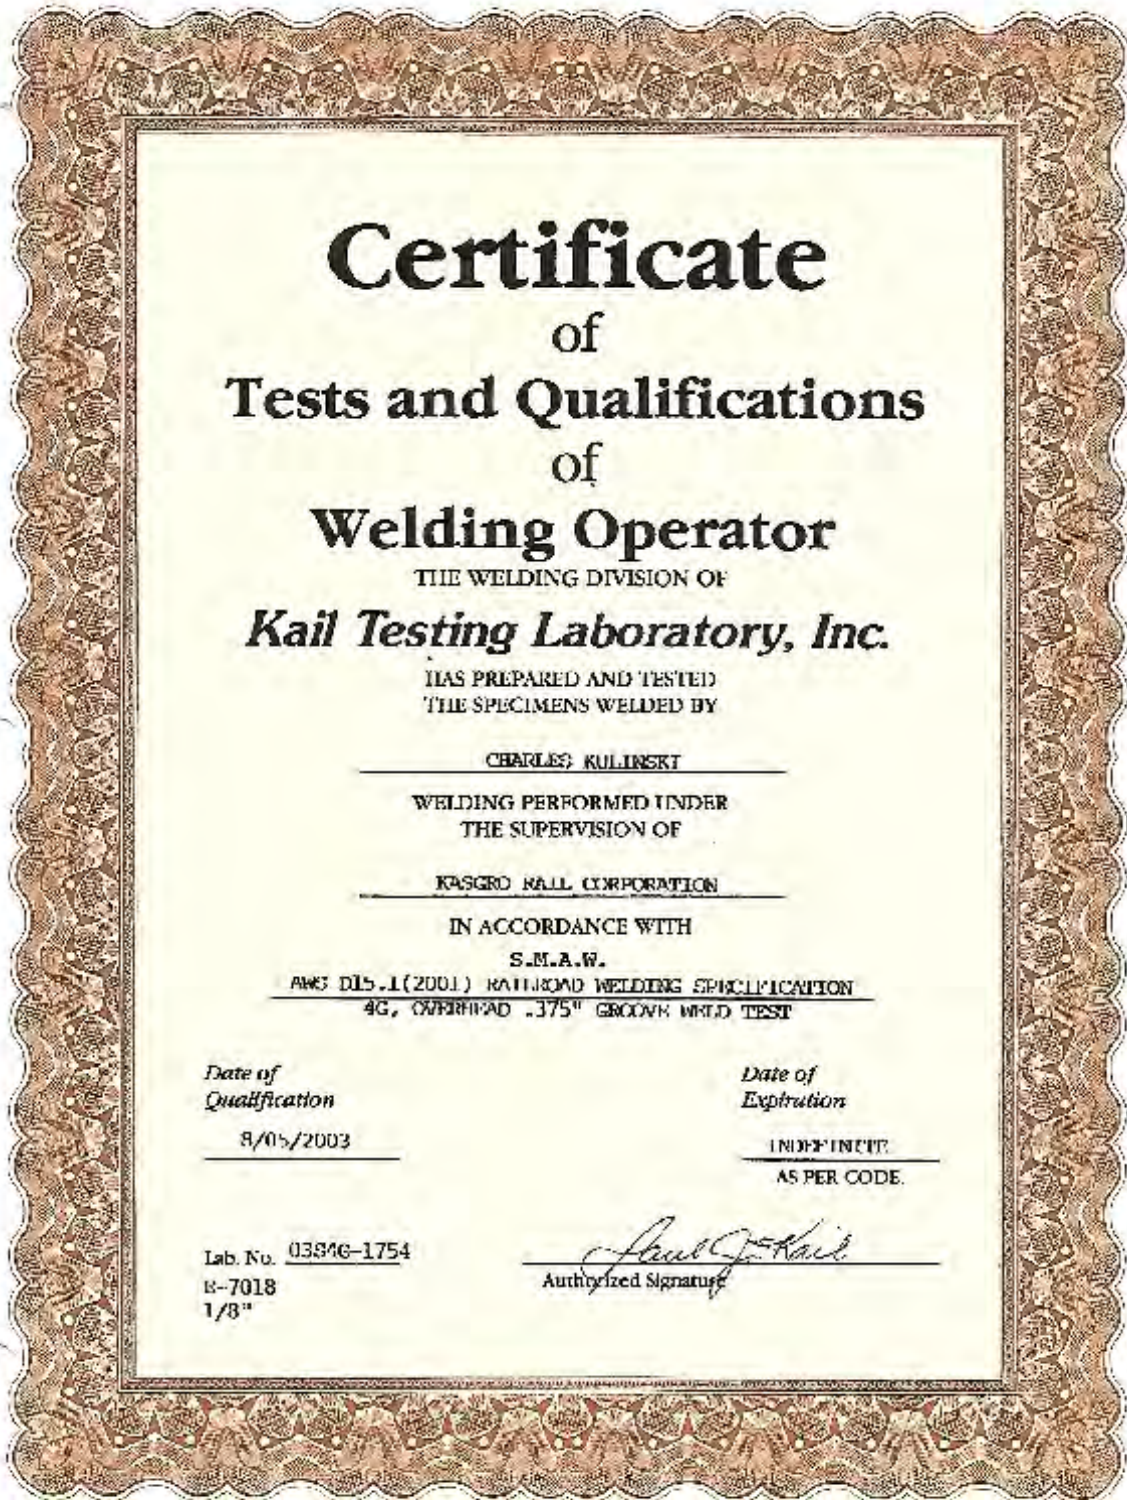 Certificate
of
Tests and Qualifications
of
Welding Operator
THE WELDING DIVISION OF
Kail Testing Laboratory, Inc.
HAS PREPARED AND TESTED
THE SPECIMENS WELDED BY
CHARLES KULINSKI
WELDING PERFORMED UNDER
THE SUPERVISION OF
KASGRO RAIL CORPORATION
IN ACCORDANCE WITH
S.M.A.W.
AWS D15.1(2001) RAILROAD WELDING SPECIFICATION
4G, OVERHEAD .375" GROOVE WELD TEST
Date of Date of
Qualification Expiration
8/05/2003 INDEFINITE
AS PER CODE.
Lab. No. 03S4G-1754 Paul J. Kail
E-7018 Authorized Signature
1/8"